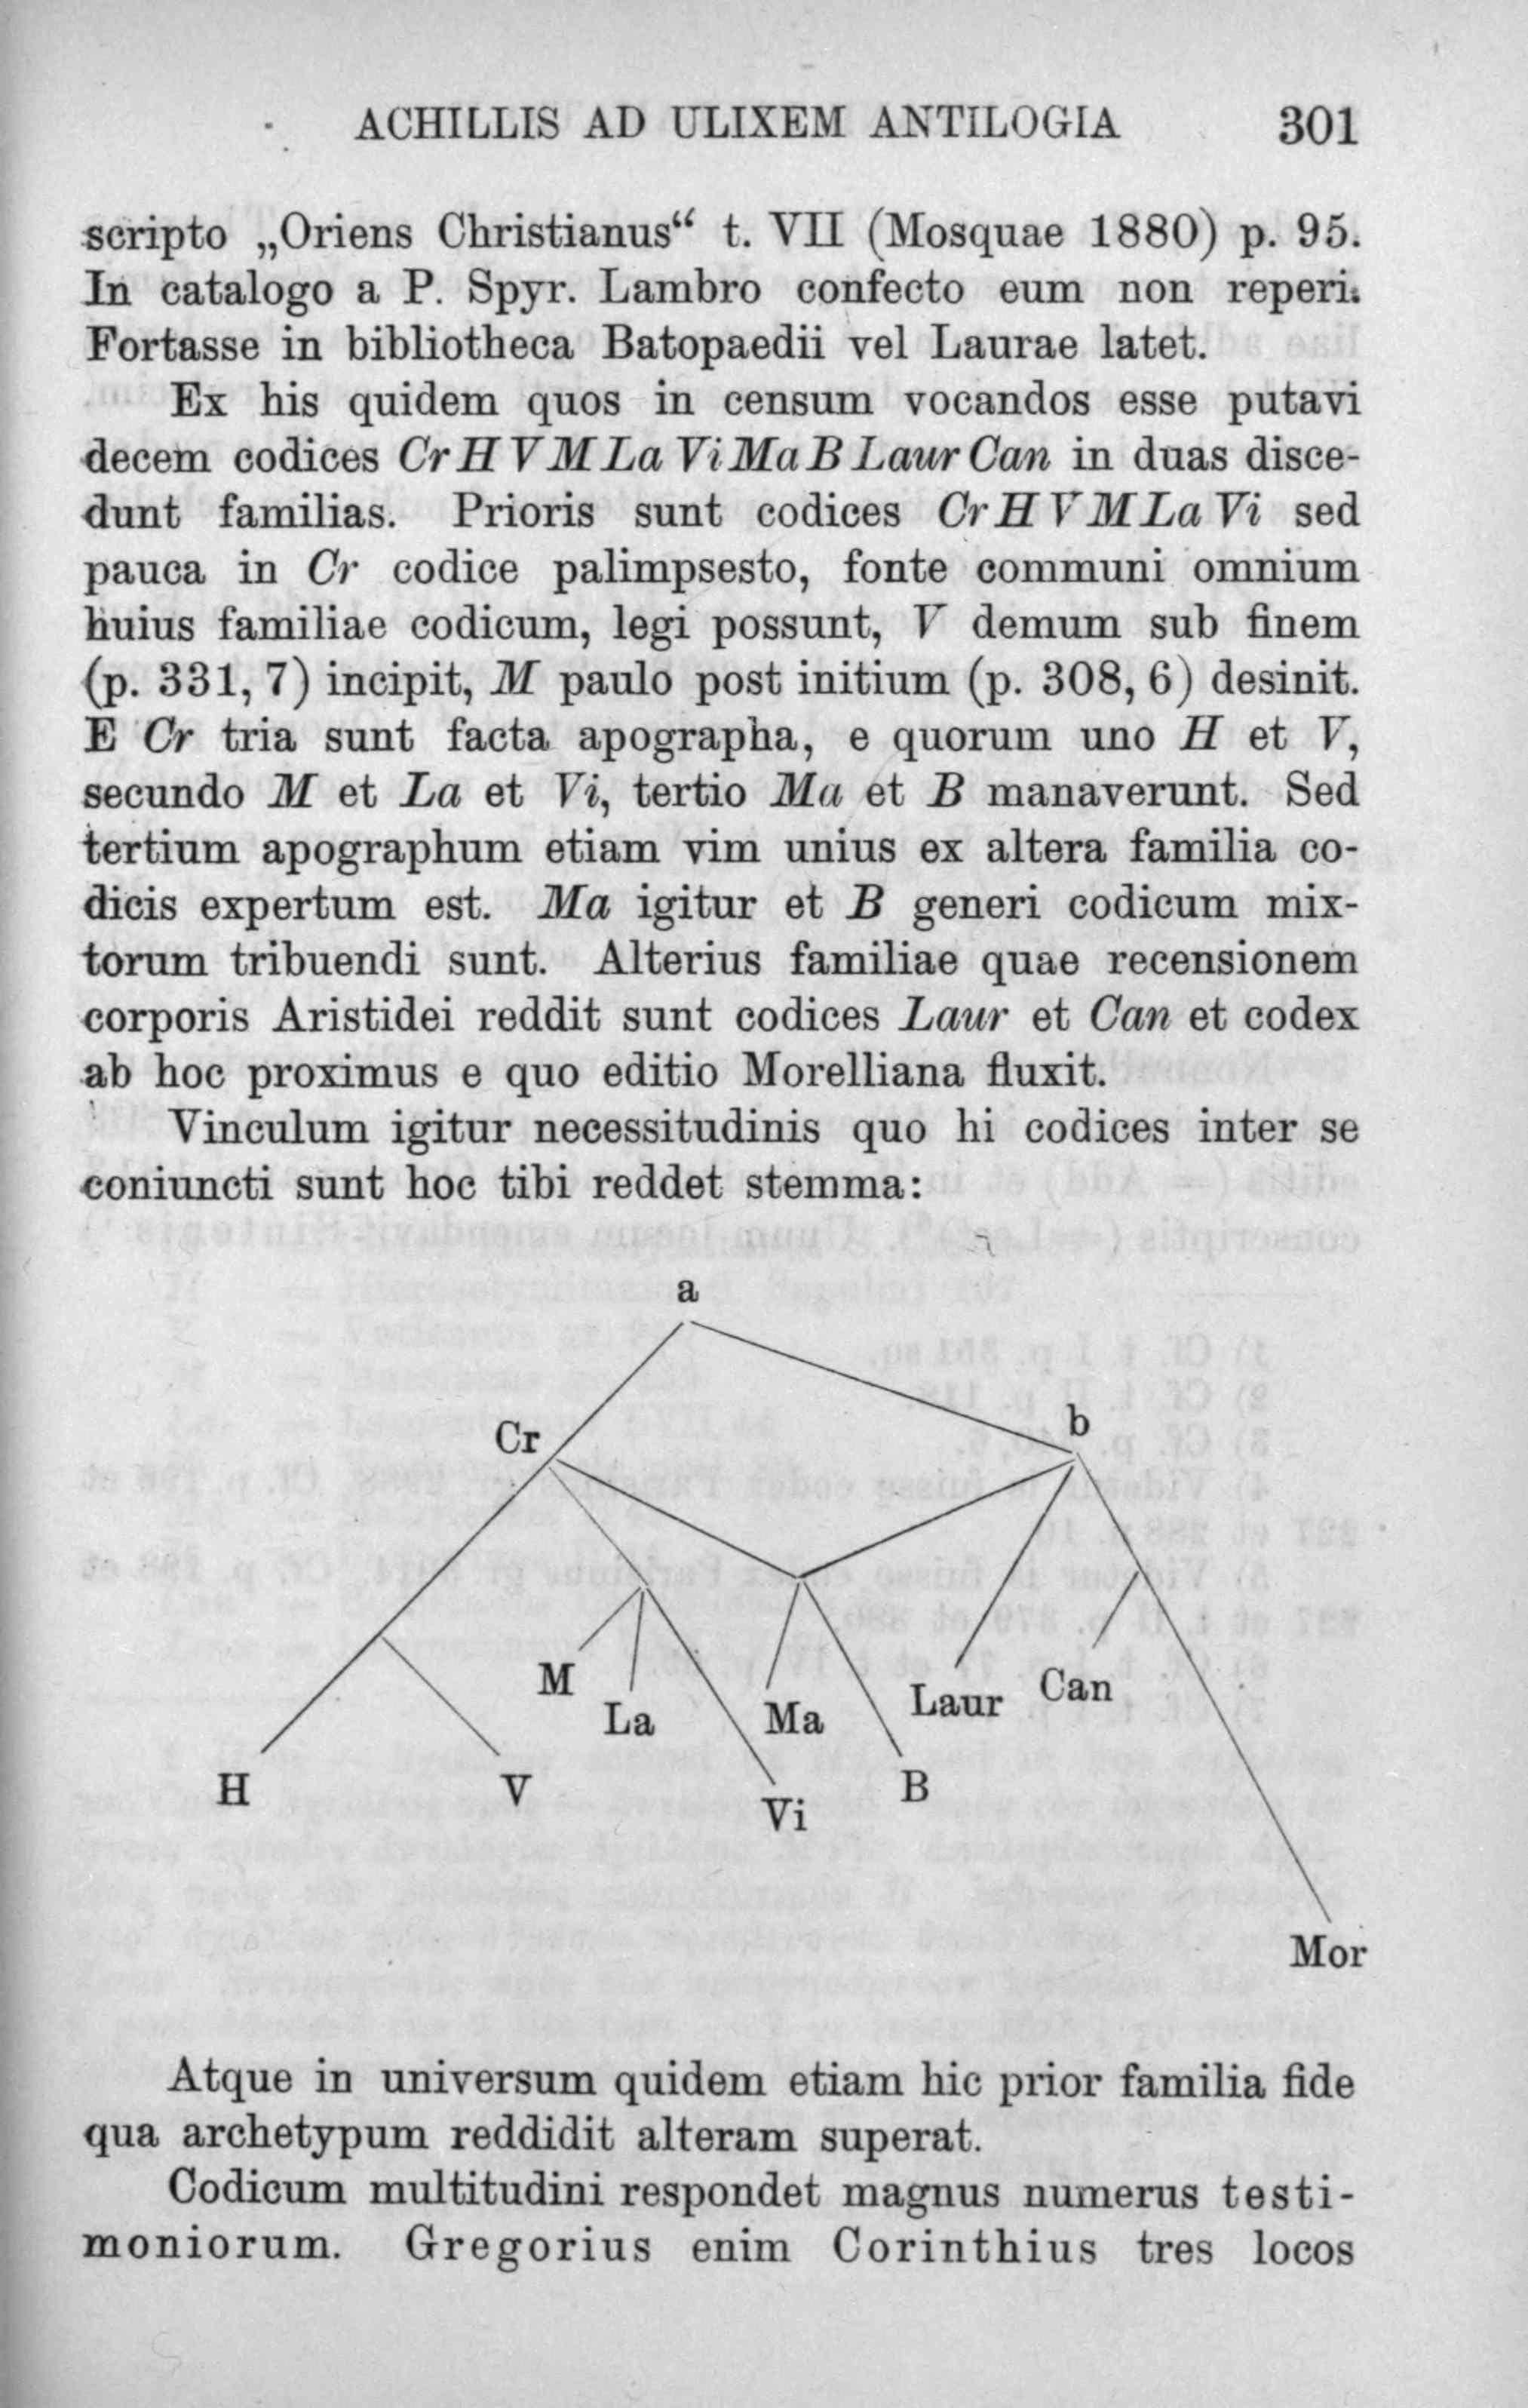 ACHILLIS AD ULIXEM ANTILOGIA 301
scripto „Oriens Christianus“ t. VII (Mosquae 1880) p. 95.
In catalogo a P. Spyr. Lambro confecto eum non reperi.
Fortasse in bibliotheca Batopaedii vel Laurae latet.
Ex his quidem quos in censum vocandos esse putavi
decem codices Cr H V M La Vi Ma B Laur Can in duas disce-
dunt familias. Prioris sunt codices Cr H V M La Vi sed
pauca in Cr codice palimpsesto, fonte communi omnium
huius familiae codicum, legi possunt, V demum sub finem
(p. 331, 7) incipit, M paulo post initium (p. 308, 6) desinit.
E Cr tria sunt facta apographa, e quorum uno H et V,
secundo M et La et Vi, tertio Ma et B manaverunt. Sed
tertium apographum etiam vim unius ex altera familia co-
dicis expertum est. Ma igitur et B generi codicum mix-
torum tribuendi sunt. Alterius familiae quae recensionem
corporis Aristidei reddit sunt codices Laur et Can et codex
ab hoc proximus e quo editio Morelliana fluxit.
Vinculum igitur necessitudinis quo hi codices inter se
coniuncti sunt hoc tibi reddet stemma:
a
Cr b
M La Ma Laur Can
H V Vi B
Mor
Atque in universum quidem etiam hic prior familia fide
qua archetypum reddidit alteram superat.
Codicum multitudini respondet magnus numerus testi-
moniorum. Gregorius enim Corinthius tres locos